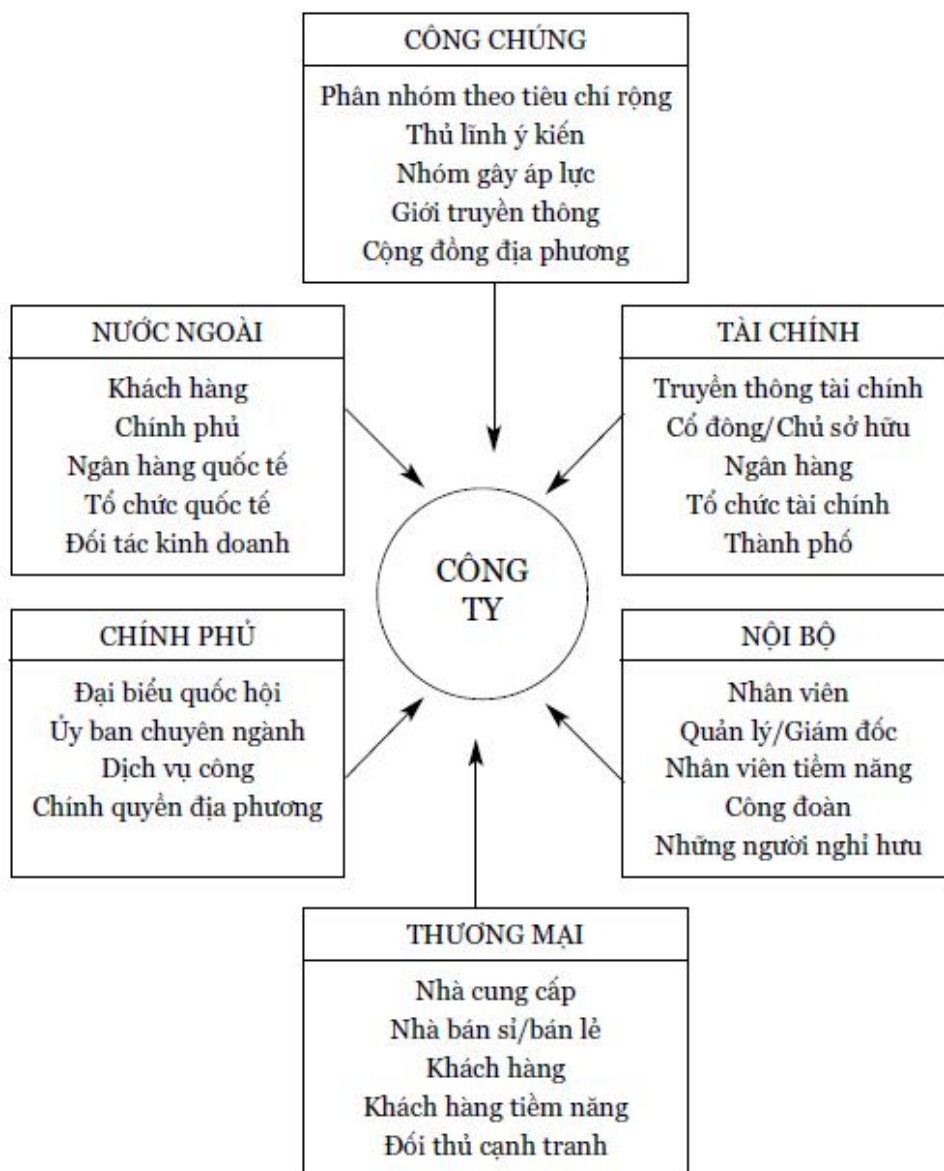 CÔNG CHÚNG
Phân nhóm theo tiêu chí rộng
Thủ lĩnh ý kiến
Nhóm gây áp lực
Giới truyền thông
Cộng đồng địa phương
NƯỚC NGOÀI
Khách hàng
Chính phủ
Ngân hàng quốc tế
Tổ chức quốc tế
Đối tác kinh doanh
TÀI CHÍNH
Truyền thông tài chính
Cổ đông/Chủ sở hữu
Ngân hàng
Tổ chức tài chính
Thành phố
CÔNG
TY
CHÍNH PHỦ
Đại biểu quốc hội
Ủy ban chuyên ngành
Dịch vụ công
Chính quyền địa phương
NỘI BỘ
Nhân viên
Quản lý/Giám đốc
Nhân viên tiềm năng
Công đoàn
Những người nghỉ hưu
THƯƠNG MẠI
Nhà cung cấp
Nhà bán sỉ/bán lẻ
Khách hàng
Khách hàng tiềm năng
Đối thủ cạnh tranh